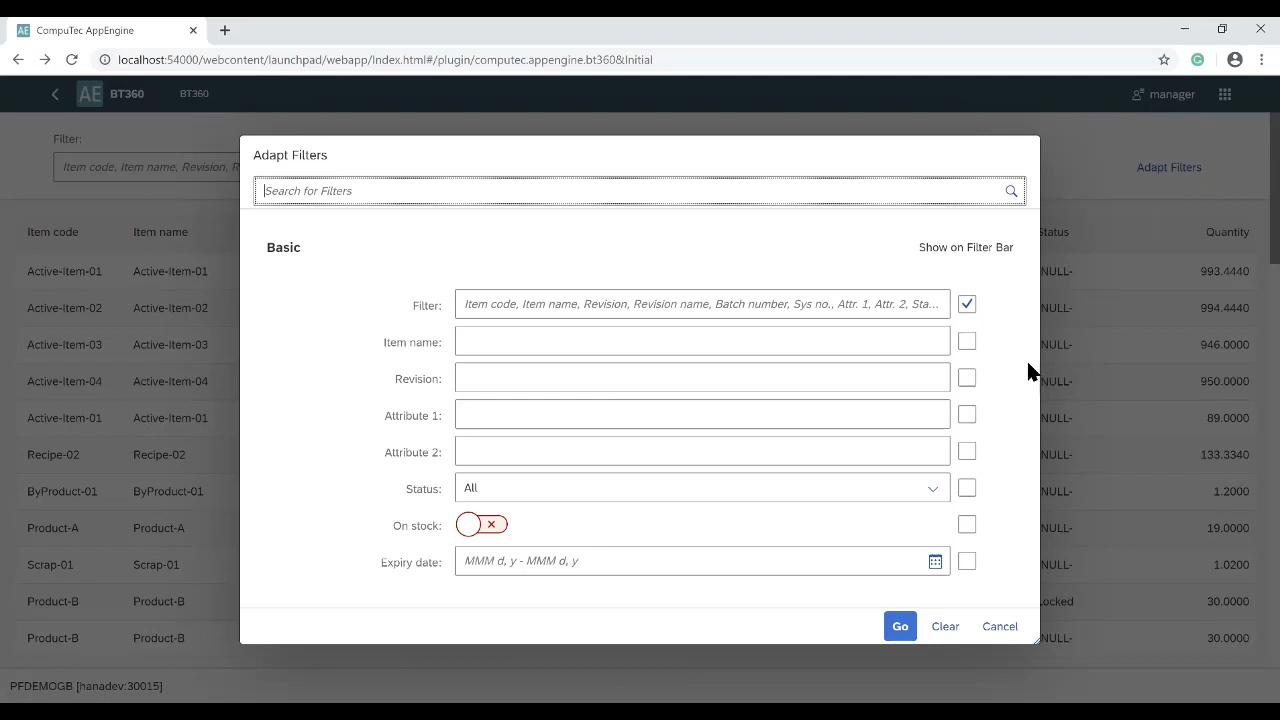 CompuTec AppEngine
localhost:54000/webcontent/launchpad/webapp/Index.html#/plugin/computec.appengine.bt360&Initial
AE BT360 BT360 manager
Filter:
Item code, Item name, Revision, R
Adapt Filters
Adapt Filters
Search for Filters
Basic Show on Filter Bar
Filter: Item code, Item name, Revision, Revision name, Batch number, Sys no., Attr. 1, Attr. 2, Sta...
Item name:
Revision:
Attribute 1:
Attribute 2:
Status: All
On stock:
Expiry date: MMM d, y - MMM d, y
Go Clear Cancel
Item code Item name Status Quantity
Active-Item-01 Active-Item-01 NULL- 993.4440
Active-Item-02 Active-Item-02 NULL- 994.4440
Active-Item-03 Active-Item-03 NULL- 946.0000
Active-Item-04 Active-Item-04 NULL- 950.0000
Active-Item-01 Active-Item-01 NULL- 89.0000
Recipe-02 Recipe-02 NULL- 133.3340
ByProduct-01 ByProduct-01 NULL- 1.2000
Product-A Product-A NULL- 19.0000
Scrap-01 Scrap-01 NULL- 1.0200
Product-B Product-B ocked 30.0000
Product-B Product-B NULL- 30.0000
PFDEMOGB [hanadev:30015]